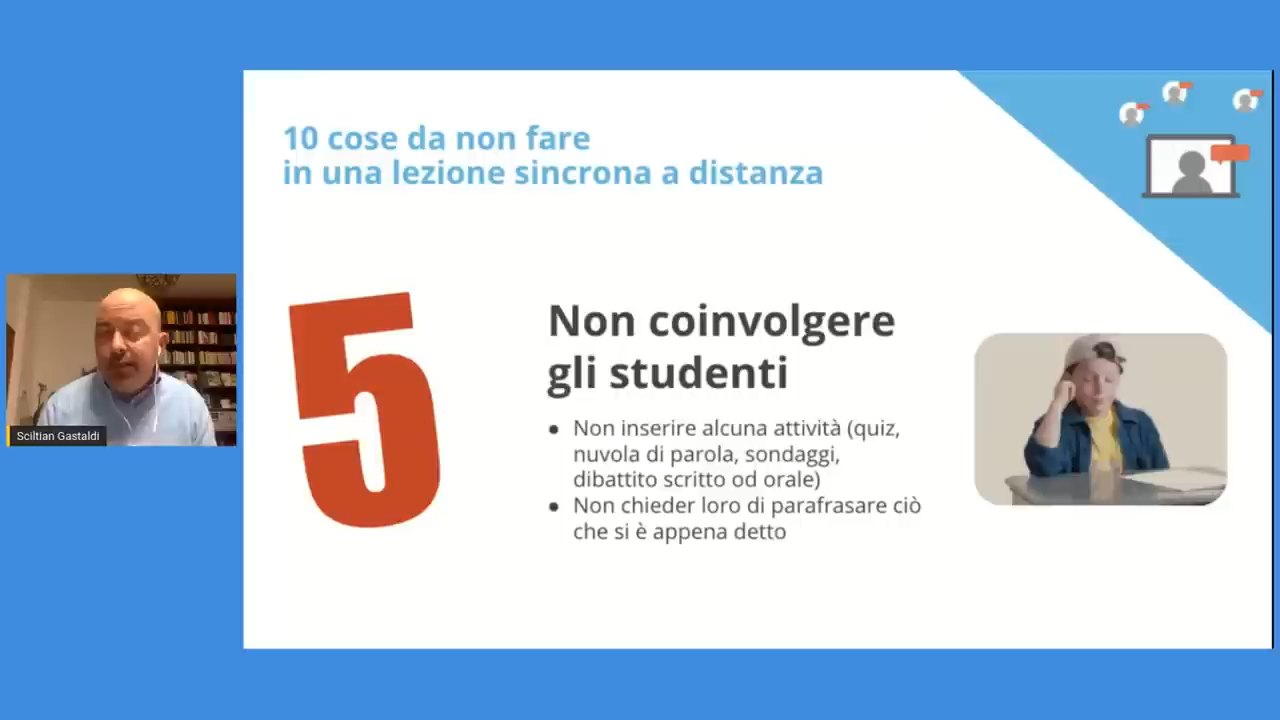 10 cose da non fare
in una lezione sincrona a distanza
5
Non coinvolgere
gli studenti
● Non inserire alcuna attività (quiz,
nuvola di parola, sondaggi,
dibattito scritto od orale)
● Non chieder loro di parafrasare ciò
che si è appena detto
Sciltian Gastaldi